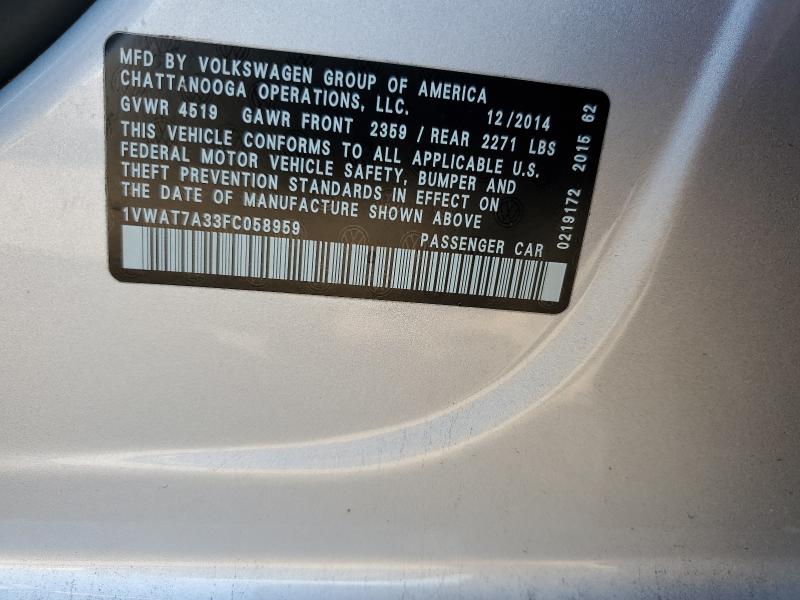 MFD BY VOLKSWAGEN GROUP OF AMERICA
CHATTANOOGA OPERATIONS, LLC.
12/2014
GVWR 4519 GAWR FRONT 2359 / REAR 2271 LBS
THIS VEHICLE CONFORMS TO ALL APPLICABLE U.S.
FEDERAL MOTOR VEHICLE SAFETY, BUMPER AND
THEFT PREVENTION STANDARDS IN EFFECT ON
THE DATE OF MANUFACTURE SHOWN ABOVE
1VWAT7A33FC058959
PASSENGER CAR
0219172 2015 62